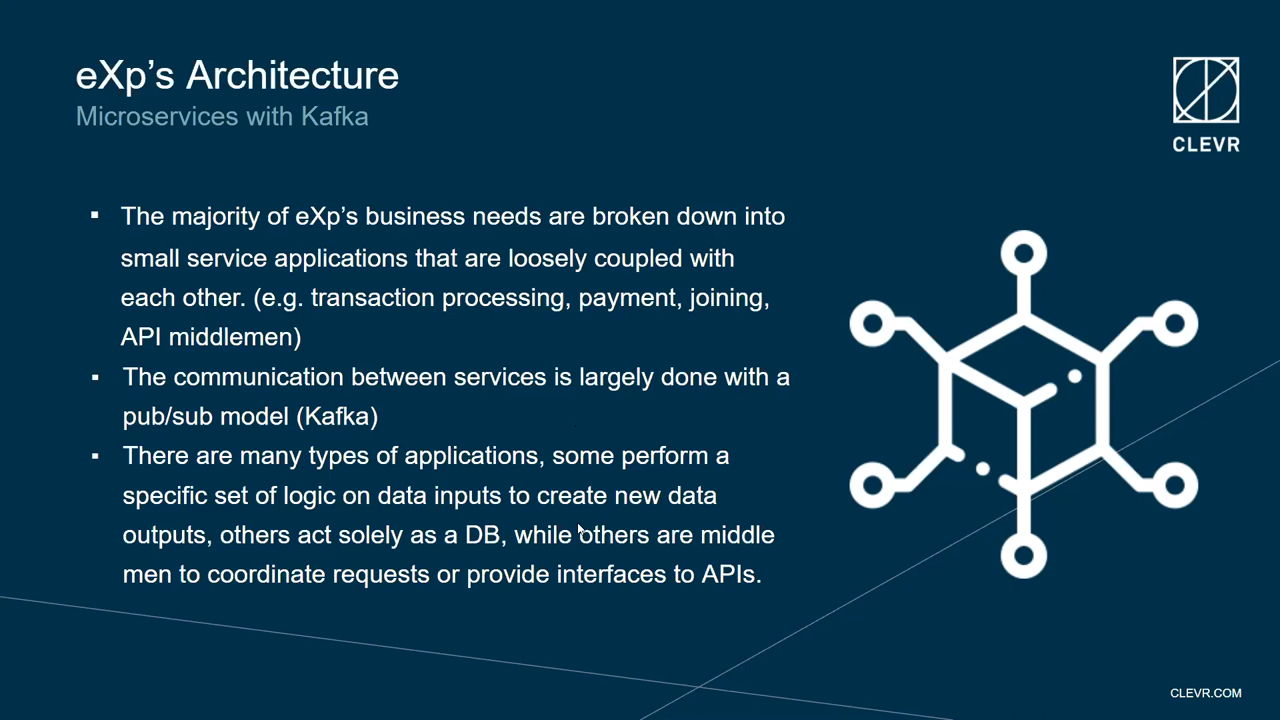 eXp’s Architecture
Microservices with Kafka
CLEVR
▪ The majority of eXp’s business needs are broken down into
small service applications that are loosely coupled with
each other. (e.g. transaction processing, payment, joining,
API middlemen)
▪ The communication between services is largely done with a
pub/sub model (Kafka)
▪ There are many types of applications, some perform a
specific set of logic on data inputs to create new data
outputs, others act solely as a DB, while others are middle
men to coordinate requests or provide interfaces to APIs.
CLEVR.COM